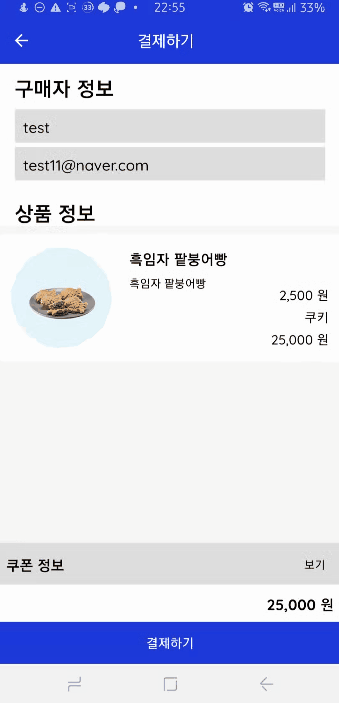 22:55 33%
결제하기
구매자 정보
test
test11@naver.com
상품 정보
흑임자 팥붕어빵
흑임자 팥붕어빵
2,500 원
쿠키
25,000 원
쿠폰 정보 보기
25,000 원
결제하기